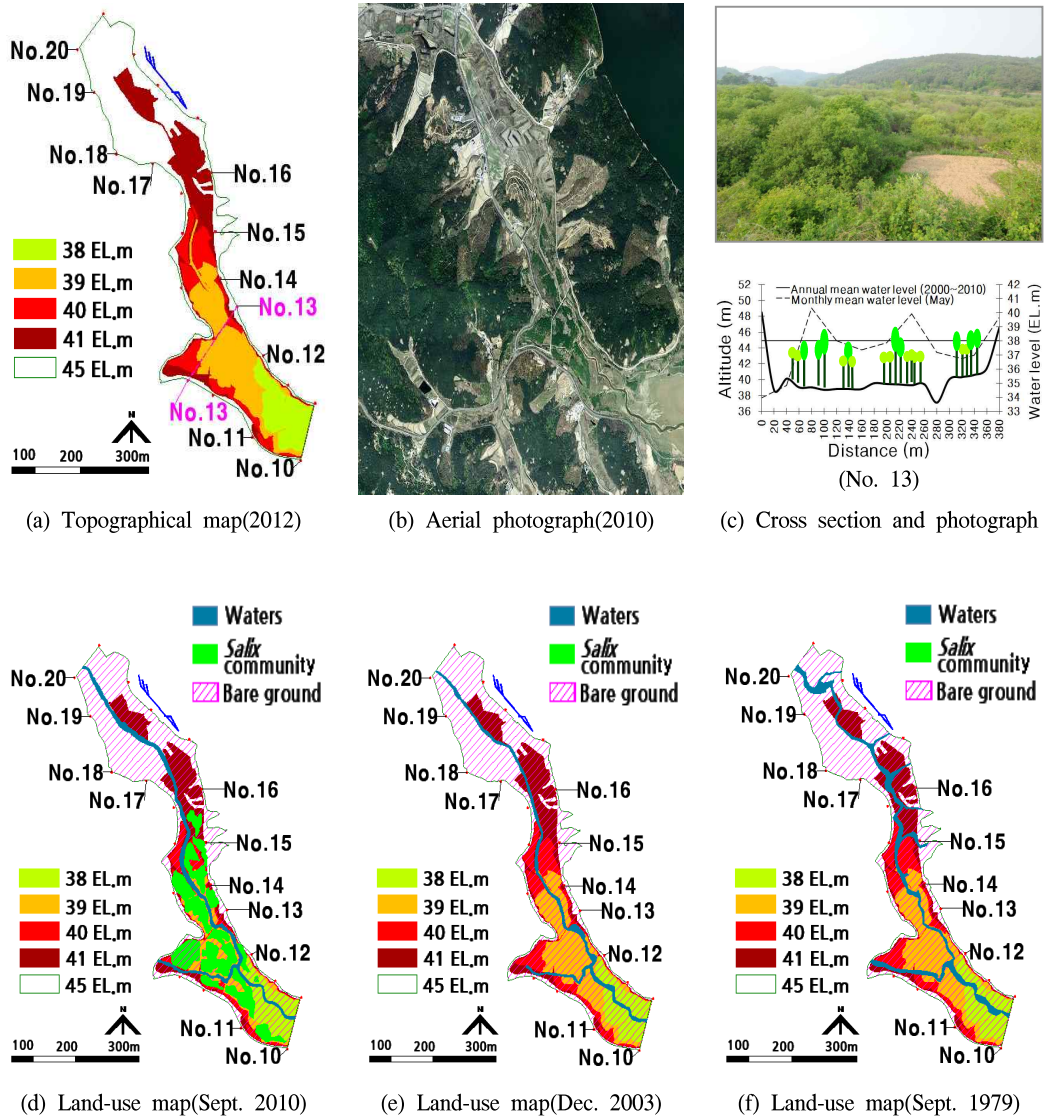 No.20
No.19
No.18
No.17
No.16
No.15
No.14
No.13
No.12
No.13
No.11
No.10
38 EL.m
39 EL.m
40 EL.m
41 EL.m
45 EL.m
N
100 200 300m
(a) Topographical map(2012)
(b) Aerial photograph(2010)
Annual mean water level (2000~2010)
Monthly mean water level (May)
Altitude (m)
52
50
48
46
44
42
40
38
36
Water level (EL.m)
42
41
40
39
38
37
36
35
34
33
0 20 40 60 80 100 120 140 160 180 200 220 240 260 280 300 320 340 360 380
Distance (m)
(No. 13)
(c) Cross section and photograph
Waters
Salix
community
Bare ground
No.20
No.19
No.18
No.17
No.16
No.15
No.14
No.13
No.12
No.11
No.10
38 EL.m
39 EL.m
40 EL.m
41 EL.m
45 EL.m
N
100 200 300m
(d) Land-use map(Sept. 2010)
Waters
Salix
community
Bare ground
No.20
No.19
No.18
No.17
No.16
No.15
No.14
No.13
No.12
No.11
No.10
38 EL.m
39 EL.m
40 EL.m
41 EL.m
45 EL.m
N
100 200 300m
(e) Land-use map(Dec. 2003)
Waters
Salix
community
Bare ground
No.20
No.19
No.18
No.17
No.16
No.15
No.14
No.13
No.12
No.11
No.10
38 EL.m
39 EL.m
40 EL.m
41 EL.m
45 EL.m
N
100 200 300m
(f) Land-use map(Sept. 1979)